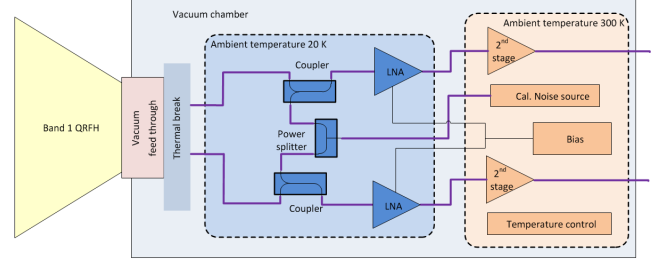 Vacuum chamber
Ambient temperature 20 K
Ambient temperature 300 K
Coupler
LNA
2nd
stage
Cal. Noise source
Band 1 QRFH
Vacuum
feed through
Thermal break
Power
splitter
Bias
2nd
stage
Coupler
LNA
Temperature control